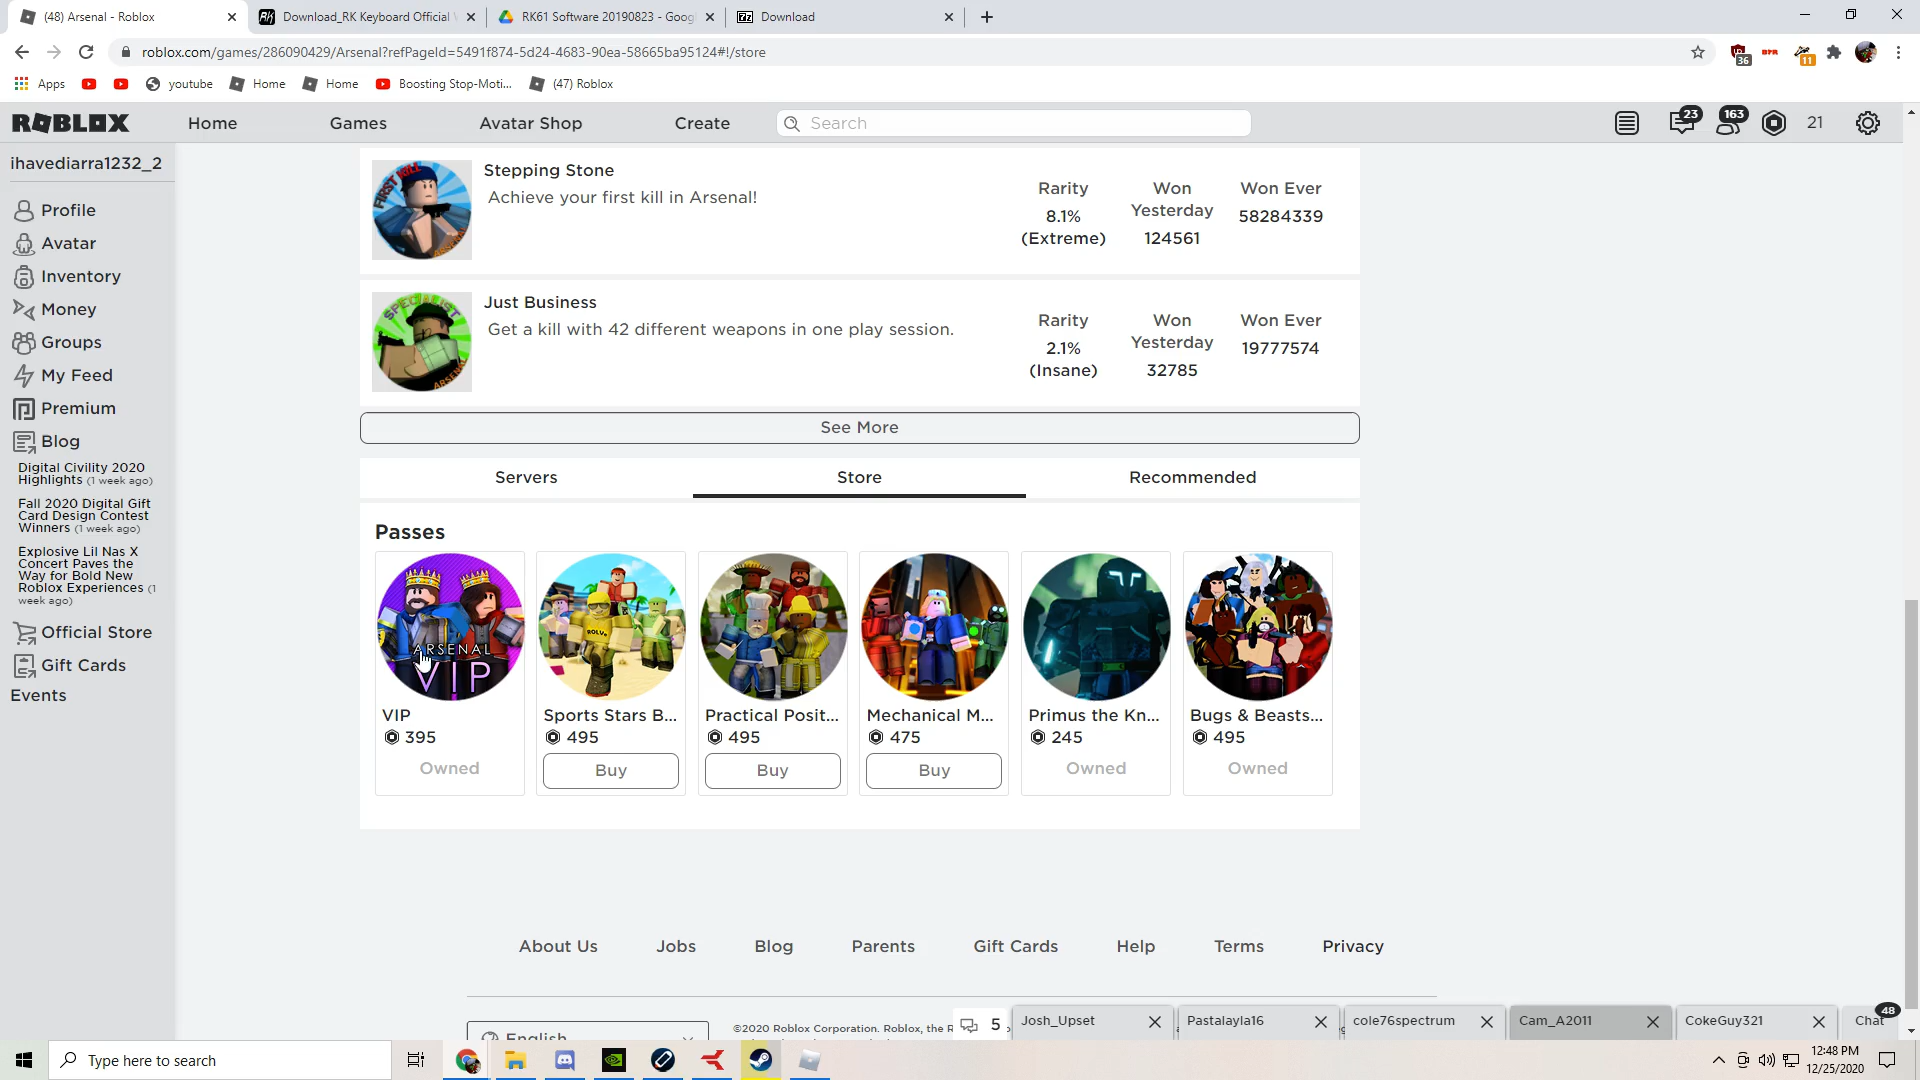 (48) Arsenal - Roblox
Download_RK Keyboard Official
RK61 Software 20190823 - Goog
7z Download
roblox.com/games/286090429/Arsenal?refPageId=5491f874-5d24-4683-90ea-58665ba95124#!/store
36
11
Apps
youtube
Home
Home
Boosting Stop-Moti...
(47) Roblox
ROBLOX
Home
Games
Avatar Shop
Create
Search
23
163
21
ihavediarra1232_2
Profile
Avatar
Inventory
Money
Groups
My Feed
Premium
Blog
Digital Civility 2020
Highlights (1 week ago)
Fall 2020 Digital Gift
Card Design Contest
Winners (1 week ago)
Explosive Lil Nas X
Concert Paves the
Way for Bold New
Roblox Experiences (1
week ago)
Official Store
Gift Cards
Events
FIRST KILL
Stepping Stone
Achieve your first kill in Arsenal!
Rarity
8.1%
(Extreme)
Won
Yesterday
124561
Won Ever
58284339
SPECIALIST
ARSENAL
Just Business
Get a kill with 42 different weapons in one play session.
Rarity
2.1%
(Insane)
Won
Yesterday
32785
Won Ever
19777574
See More
Servers
Store
Recommended
Passes
ARSENAL
VIP
ROLVe
VIP
395
Owned
Sports Stars B...
495
Buy
Practical Posit...
495
Buy
Mechanical M...
475
Buy
Primus the Kn...
245
Owned
Bugs & Beasts...
495
Owned
About Us
Jobs
Blog
Parents
Gift Cards
Help
Terms
Privacy
English
©2020 Roblox Corporation. Roblox, the R
5
Josh_Upset
Pastalayla16
cole76spectrum
Cam_A2011
CokeGuy321
Chat
48
Type here to search
12:48 PM
12/25/2020